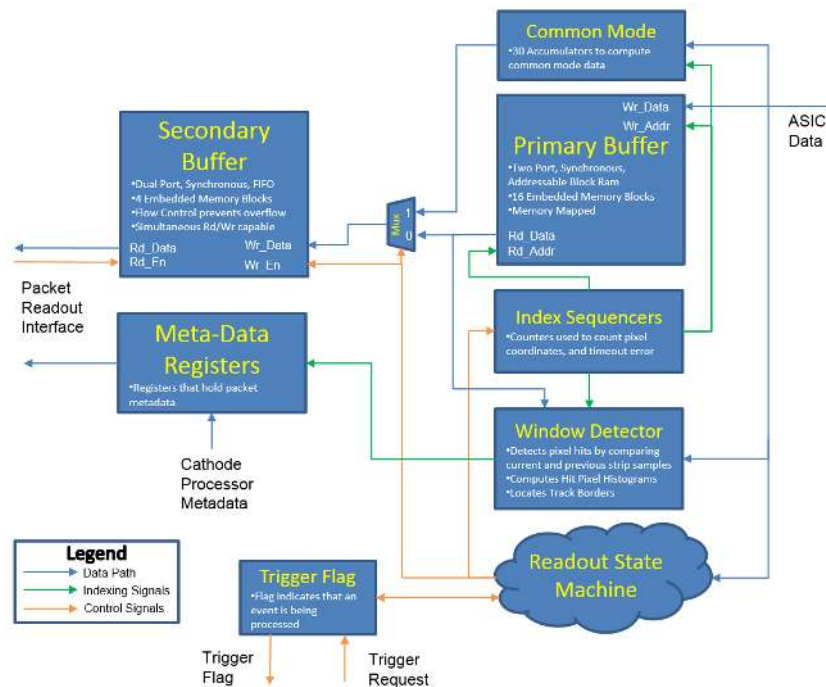 Common Mode
•30 Accumulators to compute
common mode data
Wr_Data
Wr_Addr
ASIC
Data
Primary Buffer
•Two Port, Synchronous,
Addressable Block Ram
•16 Embedded Memory Blocks
•Memory Mapped
Rd_Data
Rd_Addr
Secondary
Buffer
•Dual Port, Synchronous, FIFO
•4 Embedded Memory Blocks
•Flow Control prevents overflow
•Simultaneous Rd/Wr capable
Rd_Data
Rd_En
Wr_Data
Wr_En
Mux
1
0
Packet
Readout
Interface
Index Sequencers
•Counters used to count pixel
coordinates, and timeout error
Meta-Data
Registers
•Registers that hold packet
metadata
Cathode
Processor
Metadata
Window Detector
•Detects pixel hits by comparing
current and previous strip samples
•Computes Hit Pixel Histograms
•Locates Track Borders
Legend
Data Path
Indexing Signals
Control Signals
Trigger Flag
•Flag indicates that an
event is being
processed
Readout State
Machine
Trigger
Flag
Trigger
Request